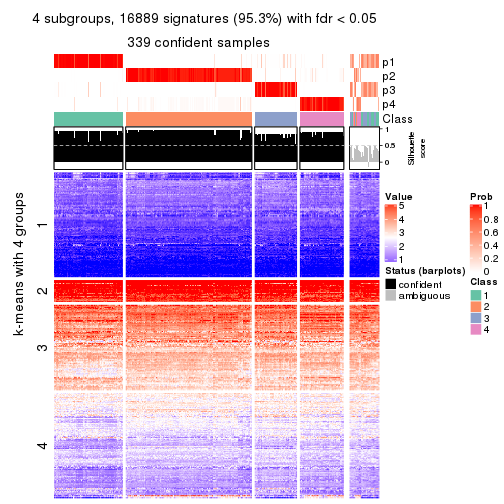 4 subgroups, 16889 signatures (95.3%) with fdr < 0.05
339 confident samples
p1
p2
p3
p4
Class
1
0.5
0
Silhouette
score
k-means with 4 groups
1
2
3
4
Value
5
4
3
2
1
Prob
1
0.8
0.6
0.4
0.2
0
Status (barplots)
confident
ambiguous
Class
1
2
3
4